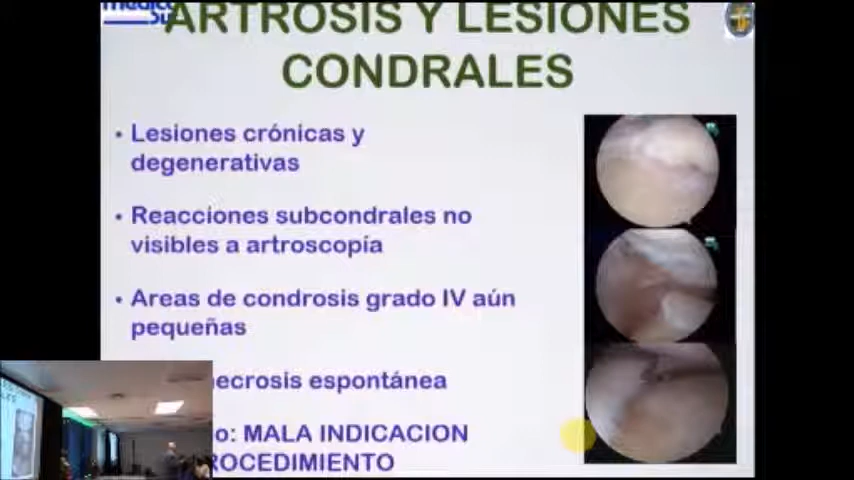 ARTROSIS Y LESIONES
CONDRALES
• Lesiones crónicas y
degenerativas
• Reacciones subcondrales no
visibles a artroscopía
• Areas de condrosis grado IV aún
pequeñas
necrosis espontánea
o: MALA INDICACION
ROCEDIMIENTO